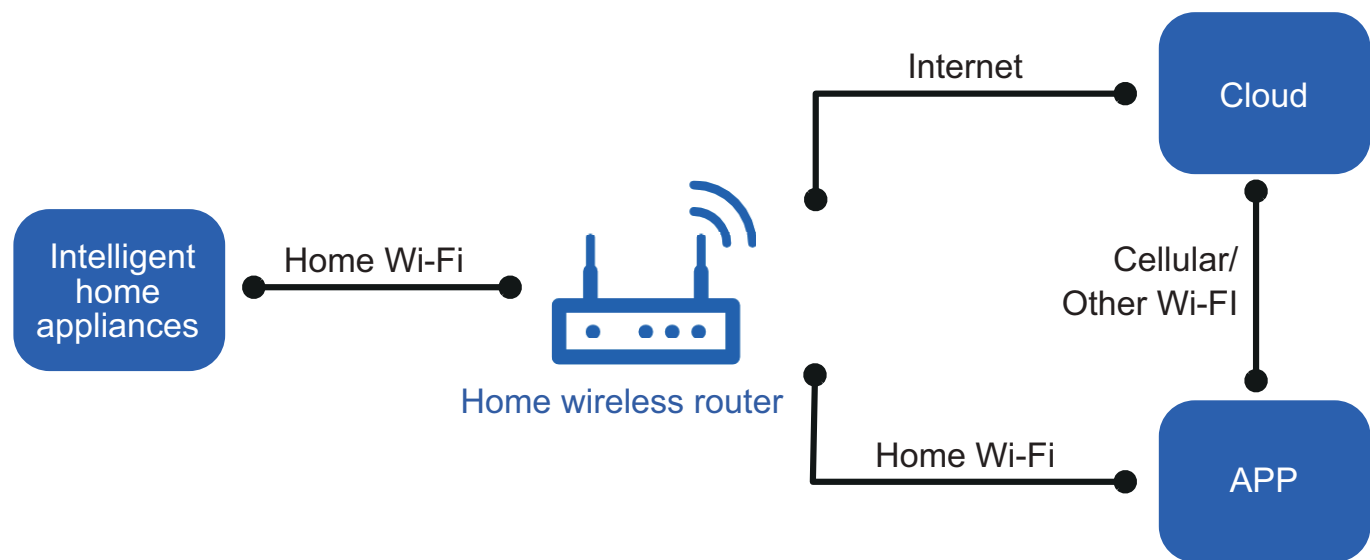 Internet
Cloud
Intelligent
home
appliances
Home Wi-Fi
Cellular/
Other Wi-FI
Home wireless router
Home Wi-Fi
APP